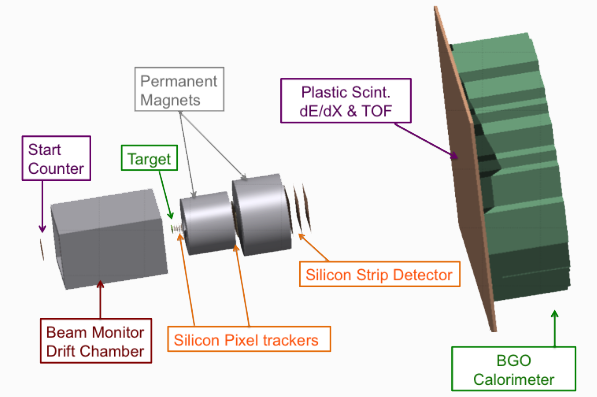 Permanent
Magnets
Plastic Scint.
dE/dX & TOF
Start
Counter
Target
Silicon Strip Detector
Beam Monitor
Drift Chamber
Silicon Pixel trackers
BGO
Calorimeter